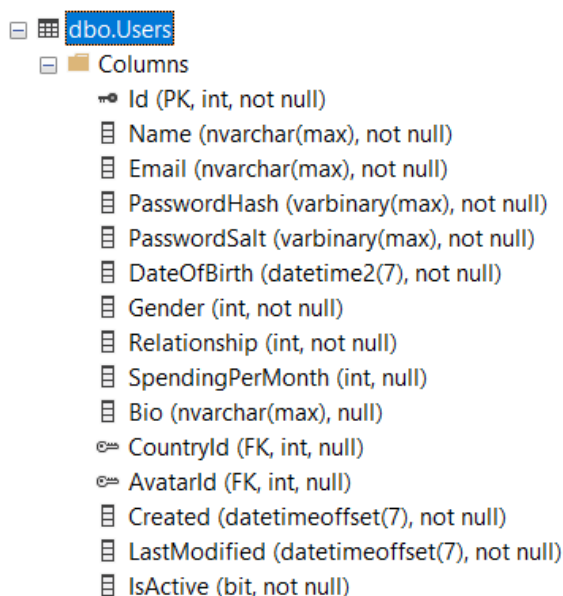 dbo.Users
Columns
Id (PK, int, not null)
Name (nvarchar(max), not null)
Email (nvarchar(max), not null)
PasswordHash (varbinary(max), not null)
PasswordSalt (varbinary(max), not null)
DateOfBirth (datetime2(7), not null)
Gender (int, not null)
Relationship (int, not null)
SpendingPerMonth (int, null)
Bio (nvarchar(max), null)
CountryId (FK, int, null)
AvatarId (FK, int, null)
Created (datetimeoffset(7), not null)
LastModified (datetimeoffset(7), not null)
IsActive (bit, not null)